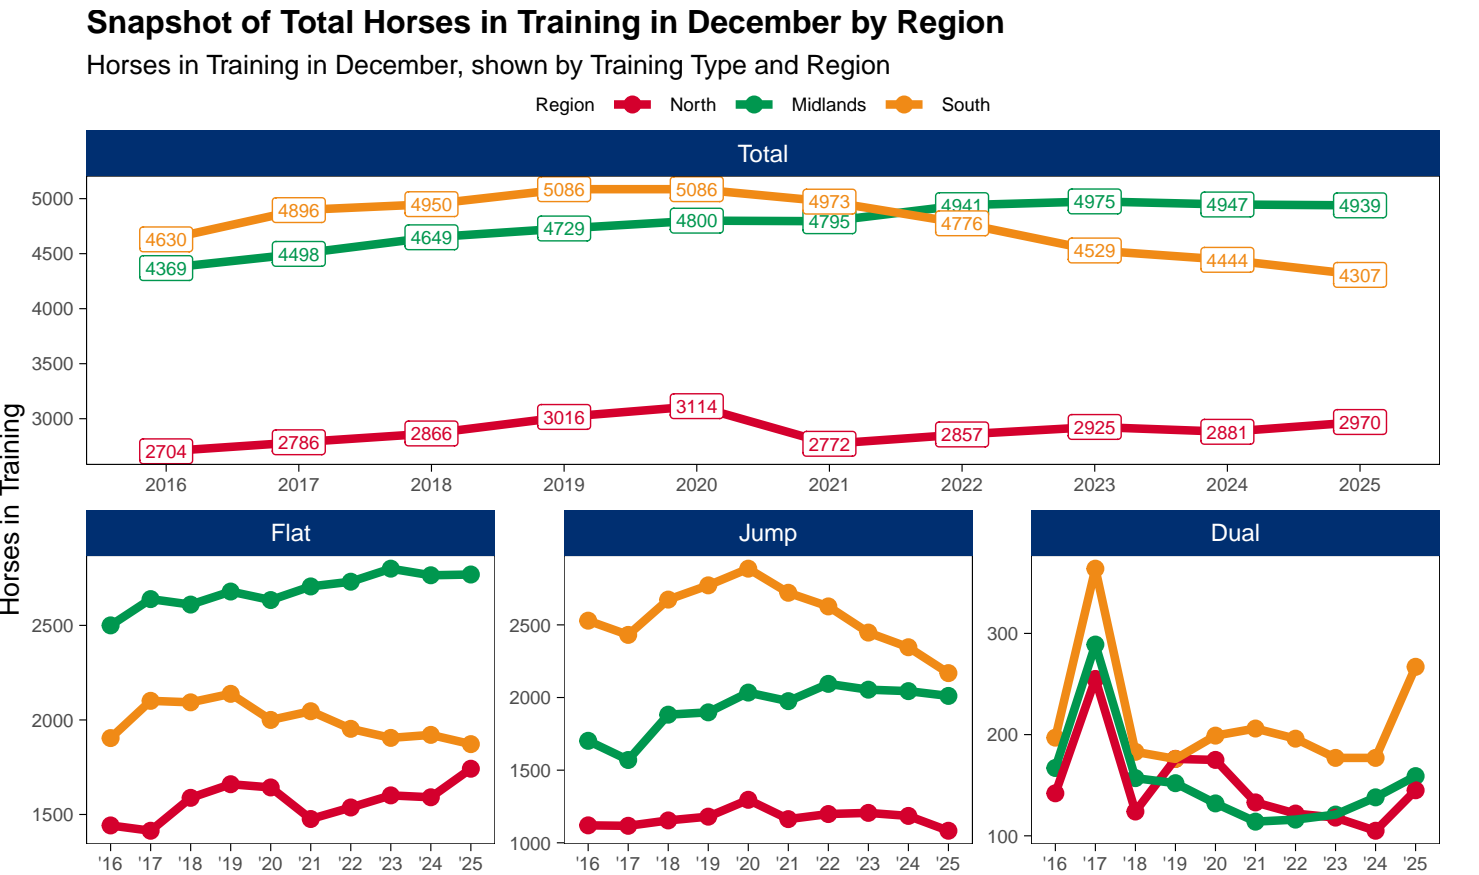 Snapshot of Total Horses in Training in December by Region
Horses in Training in December, shown by Training Type and Region
Region North Midlands South
Total
5000
4500
4000
3500
3000
4630 4896 4950 5086 5086 4973 4776 4529 4444 4307
4369 4498 4649 4729 4800 4795 4941 4975 4947 4939
2704 2786 2866 3016 3114 2772 2857 2925 2881 2970
2016 2017 2018 2019 2020 2021 2022 2023 2024 2025
Horses in Training
Flat
2500
2000
1500
'16 '17 '18 '19 '20 '21 '22 '23 '24 '25
Jump
2500
2000
1500
1000
'16 '17 '18 '19 '20 '21 '22 '23 '24 '25
Dual
300
200
100
'16 '17 '18 '19 '20 '21 '22 '23 '24 '25